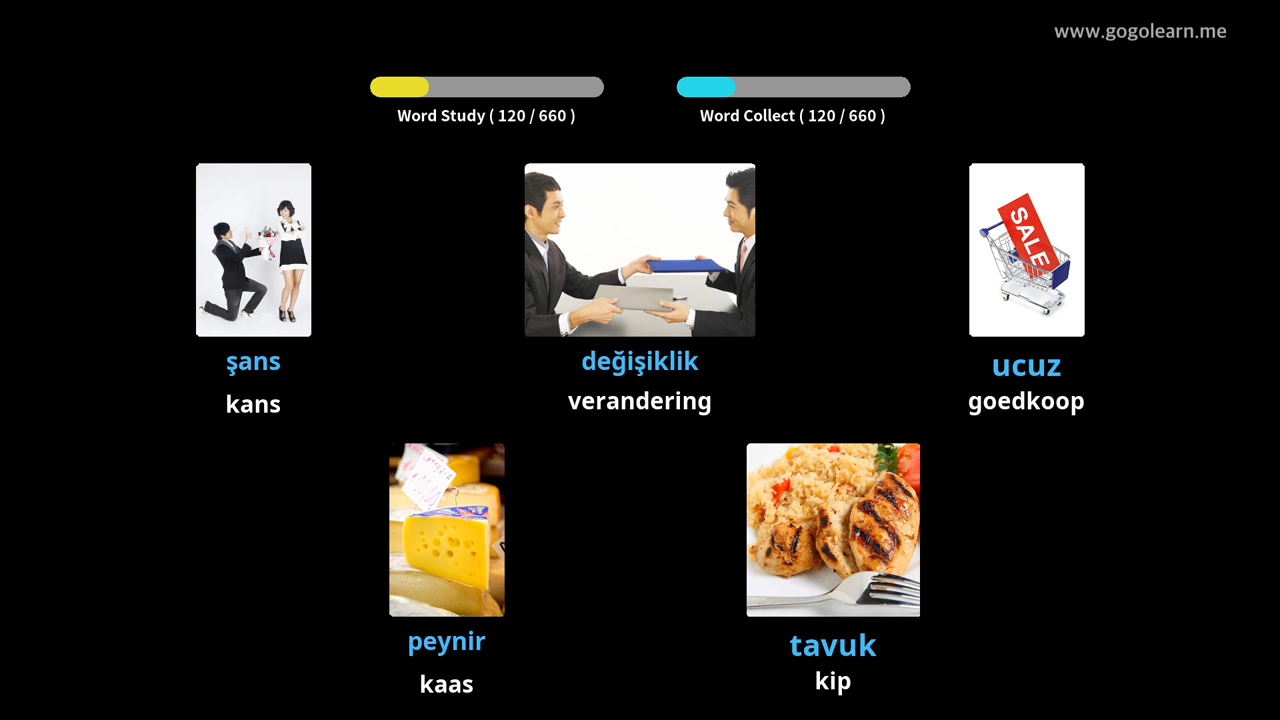 www.gogolearn.me
Word Study ( 120 / 660 )
Word Collect ( 120 / 660 )
SALE
şans
değişiklik
ucuz
kans
verandering
goedkoop
peynir
tavuk
kaas
kip